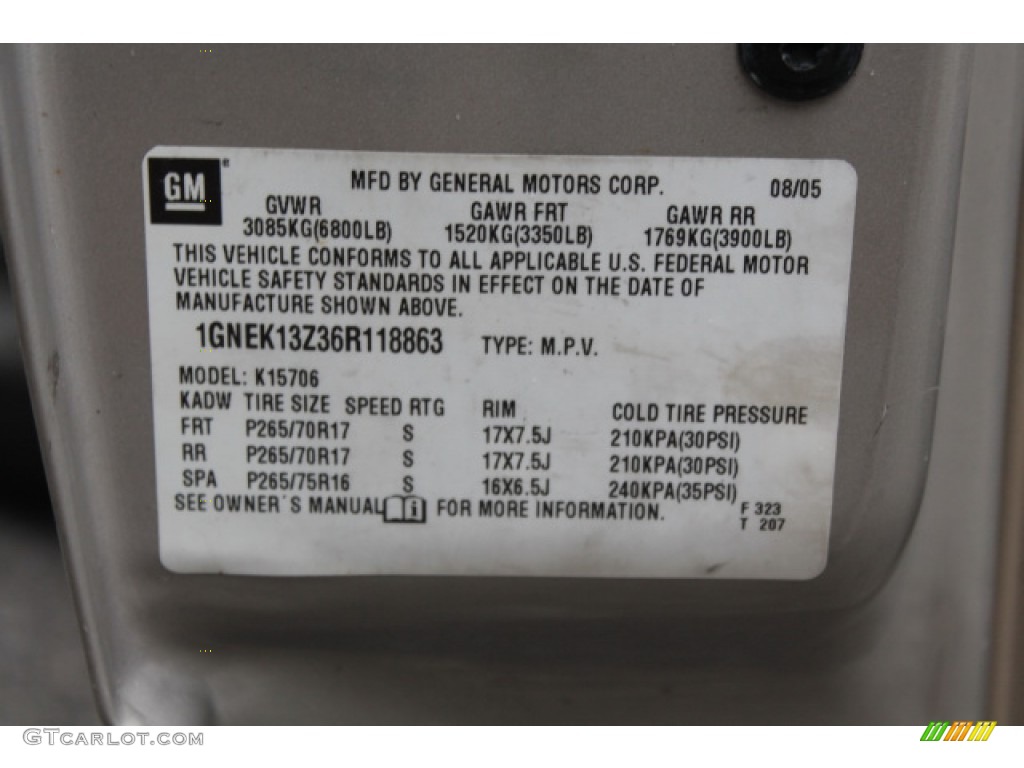 GM®
MFD BY GENERAL MOTORS CORP. 08/05
GVWR GAWR FRT GAWR RR
3085KG(6800LB) 1520KG(3350LB) 1769KG(3900LB)
THIS VEHICLE CONFORMS TO ALL APPLICABLE U.S. FEDERAL MOTOR
VEHICLE SAFETY STANDARDS IN EFFECT ON THE DATE OF
MANUFACTURE SHOWN ABOVE.
1GNEK13Z36R118863 TYPE: M.P.V.
MODEL: K15706
KADW TIRE SIZE SPEED RTG RIM COLD TIRE PRESSURE
FRT P265/70R17 S 17X7.5J 210KPA(30PSI)
RR P265/70R17 S 17X7.5J 210KPA(30PSI)
SPA P265/75R16 S 16X6.5J 240KPA(35PSI)
SEE OWNER'S MANUAL FOR MORE INFORMATION.
F 323
T 207
GTCARLOT.COM